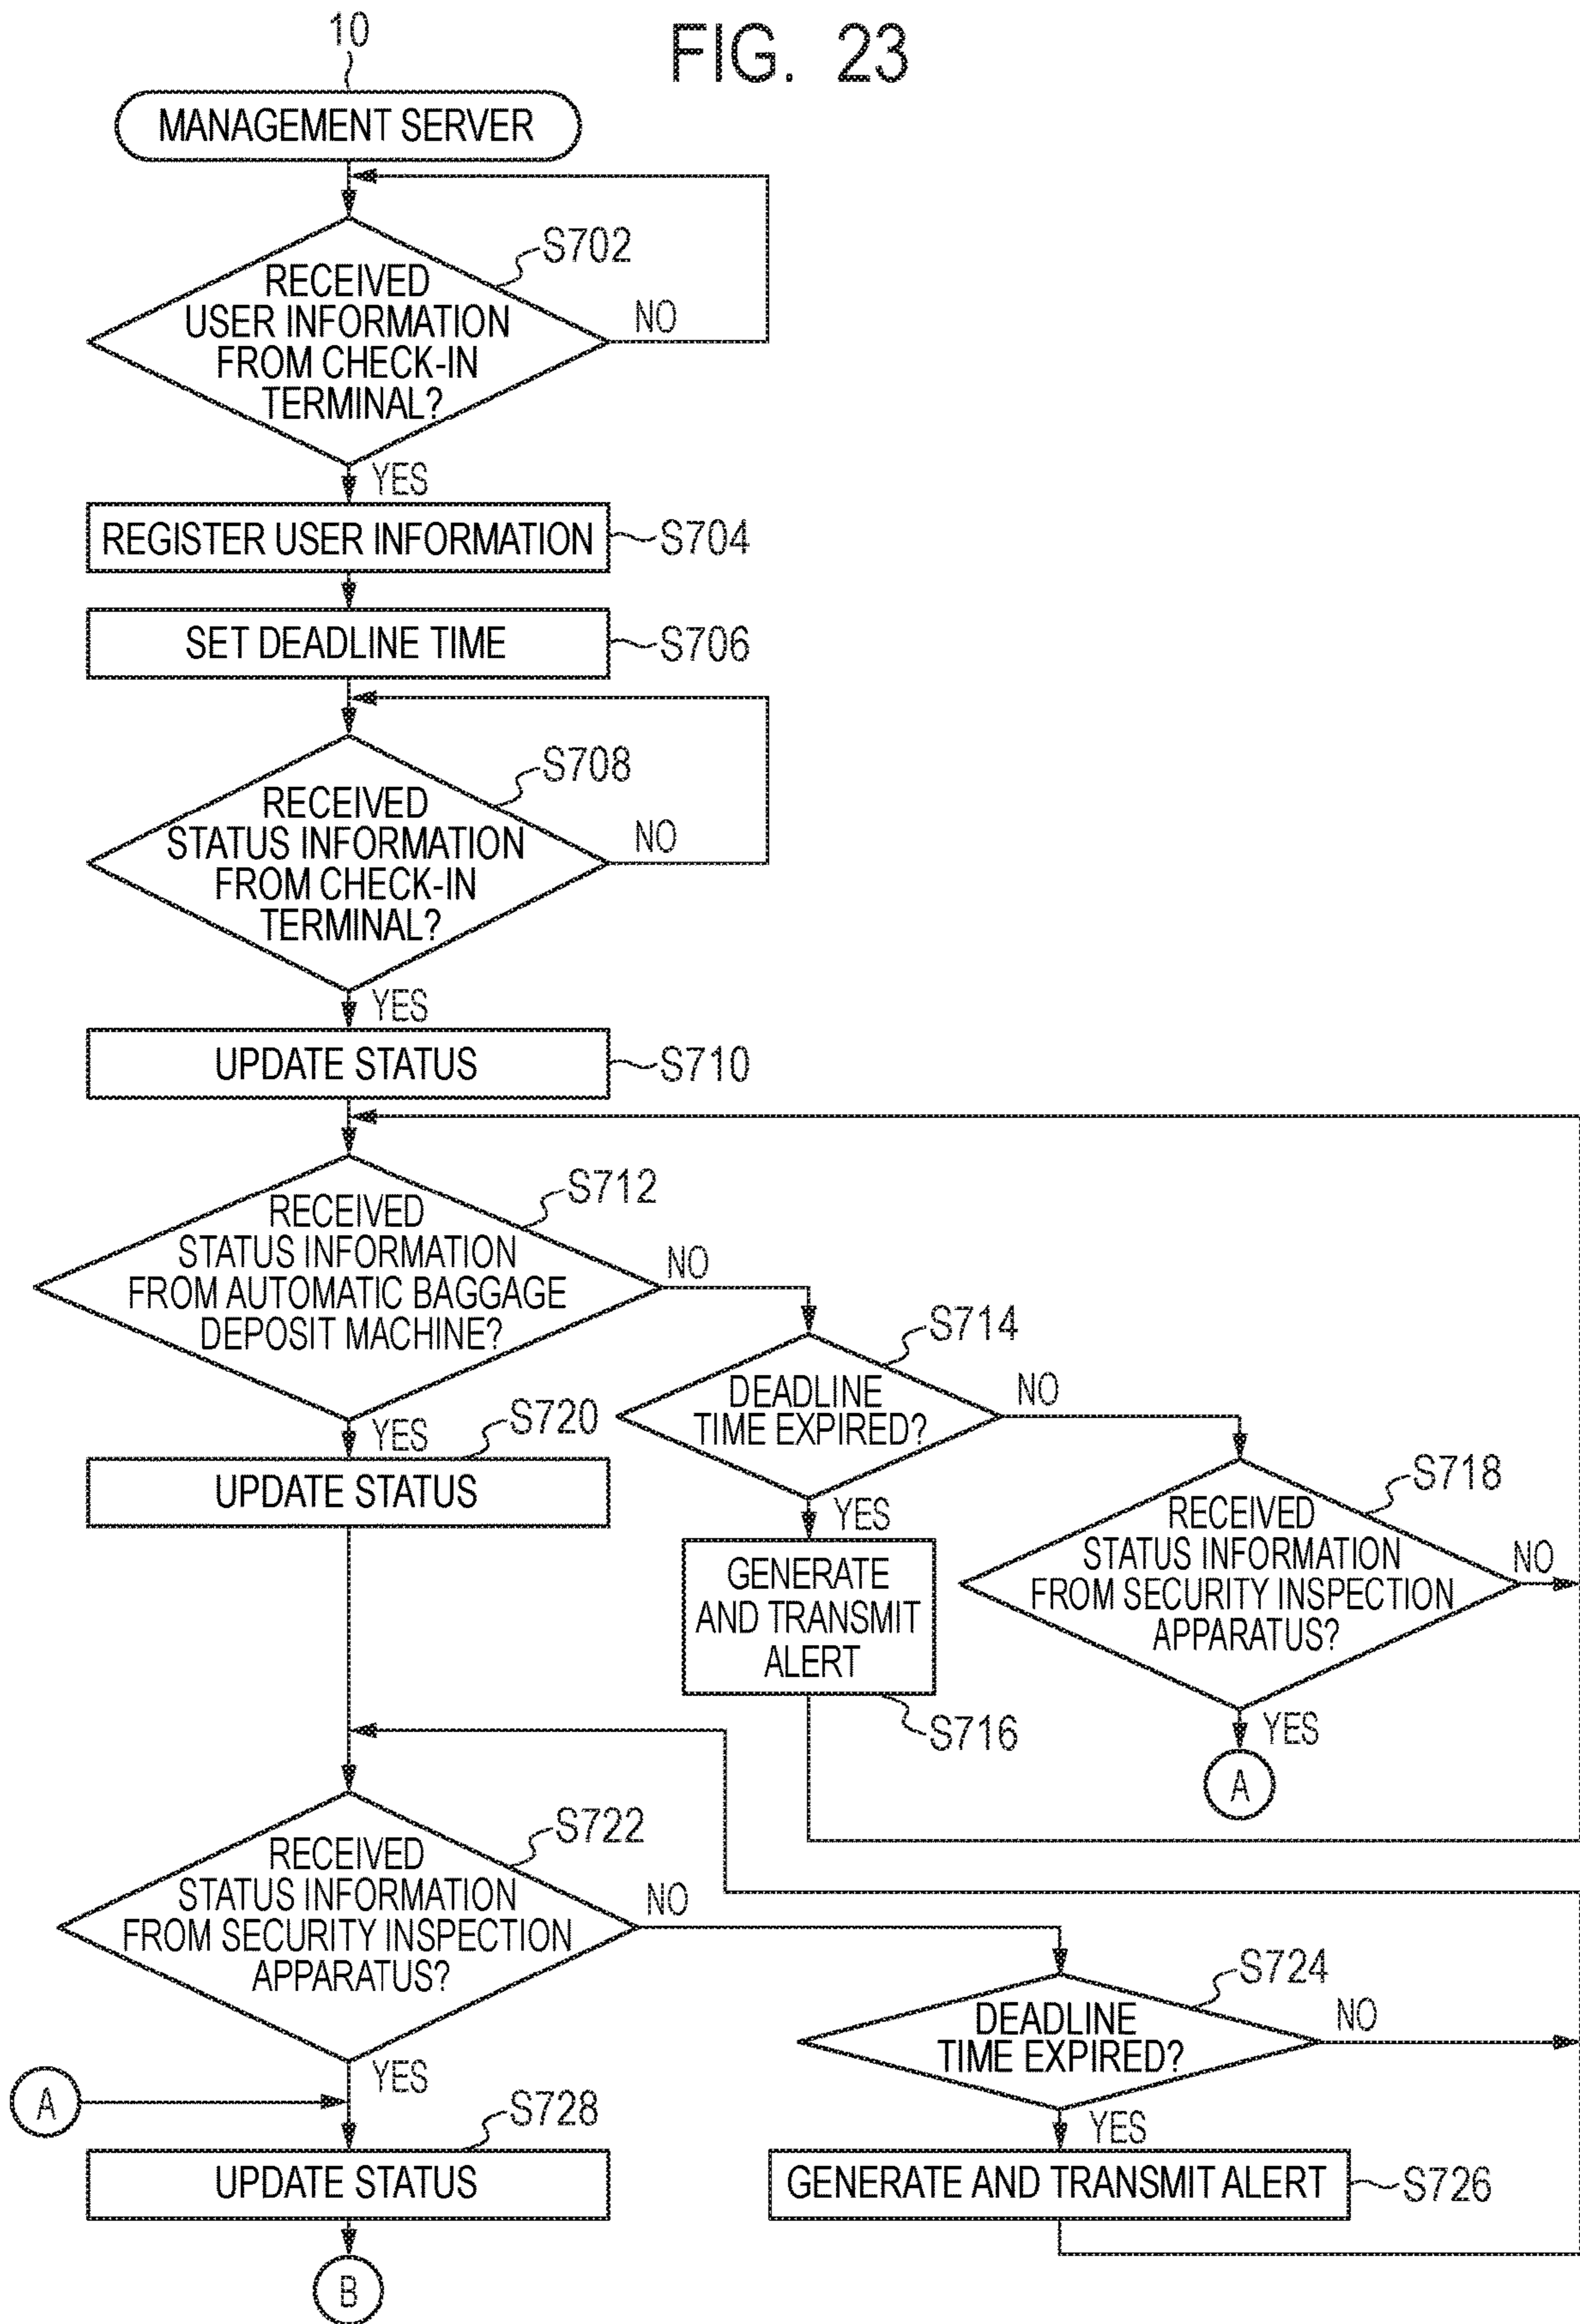 10
FIG. 23
MANAGEMENT SERVER
S702
RECEIVED
USER INFORMATION
FROM CHECK-IN
TERMINAL?
NO
YES
REGISTER USER INFORMATION
S704
SET DEADLINE TIME
S706
S708
RECEIVED
STATUS INFORMATION
FROM CHECK-IN
TERMINAL?
NO
YES
UPDATE STATUS
S710
S712
RECEIVED
STATUS INFORMATION
FROM AUTOMATIC BAGGAGE
DEPOSIT MACHINE?
NO
YES
S714
DEADLINE
TIME EXPIRED?
NO
YES
S720
UPDATE STATUS
GENERATE
AND TRANSMIT
ALERT
S716
S718
RECEIVED
STATUS INFORMATION
FROM SECURITY INSPECTION
APPARATUS?
NO
YES
A
S722
RECEIVED
STATUS INFORMATION
FROM SECURITY INSPECTION
APPARATUS?
NO
YES
S724
DEADLINE
TIME EXPIRED?
NO
YES
A
S728
UPDATE STATUS
GENERATE AND TRANSMIT ALERT
S726
B